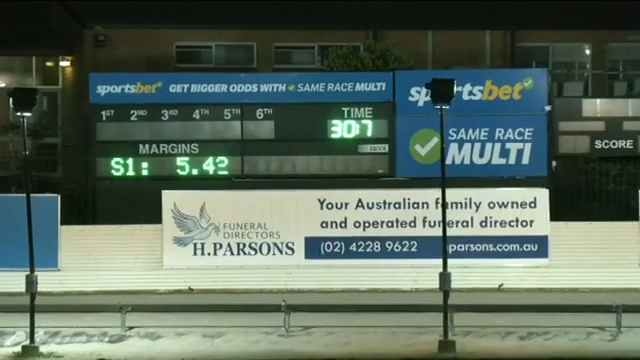 sportsbet GET BIGGER ODDS WITH SAME RACE MULTI
sportsbet
1ST 2ND 3RD 4TH 5TH 6TH TIME
30:7
SAME RACE
MULTI
SCORE
MARGINS
S1: 5.42
Your Australian family owned
and operated funeral director
FUNERAL
DIRECTORS
H.PARSONS
(02) 4228 9622
parsons.com.au